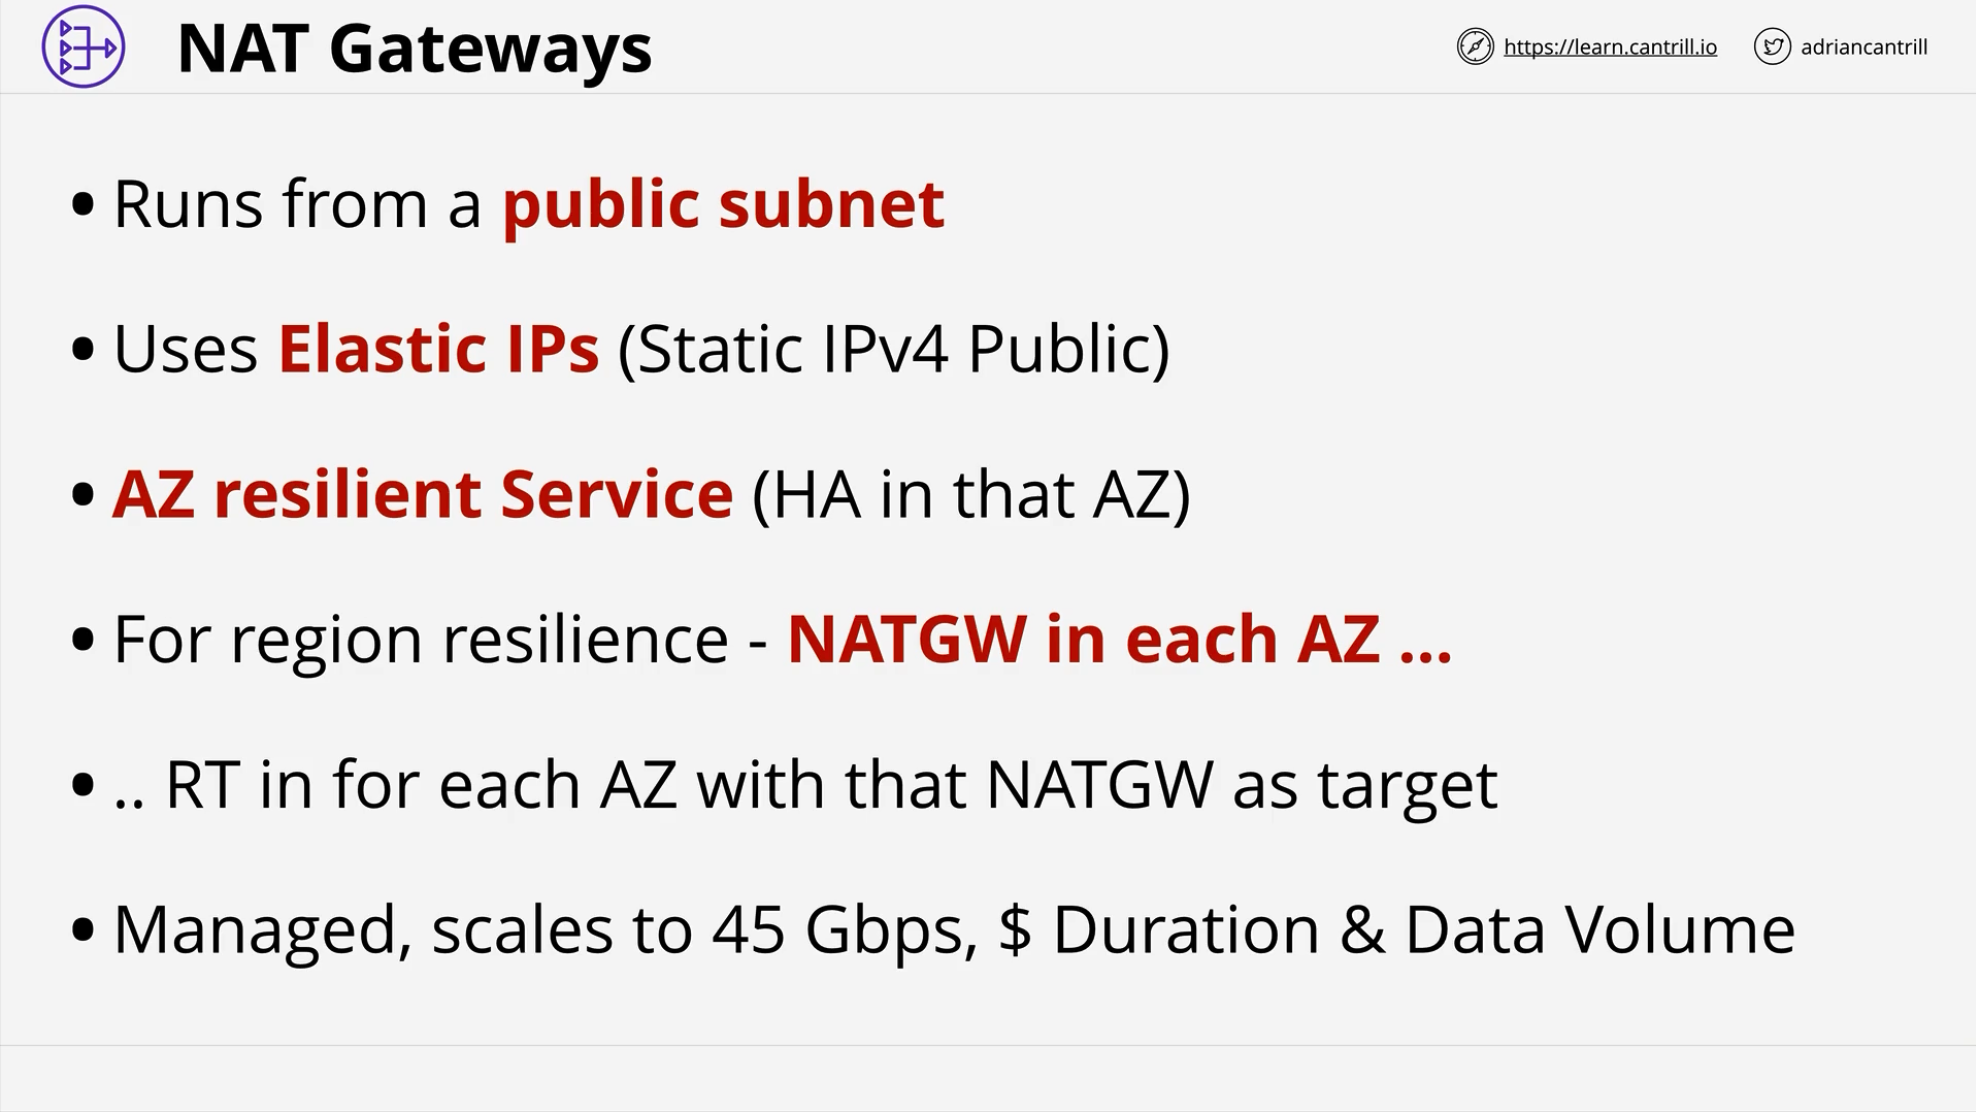 NAT Gateways
https://learn.cantrill.io
adriancantrill
• Runs from a public subnet
• Uses Elastic IPs (Static IPv4 Public)
• AZ resilient Service (HA in that AZ)
• For region resilience - NATGW in each AZ ...
• .. RT in for each AZ with that NATGW as target
• Managed, scales to 45 Gbps, $ Duration & Data Volume